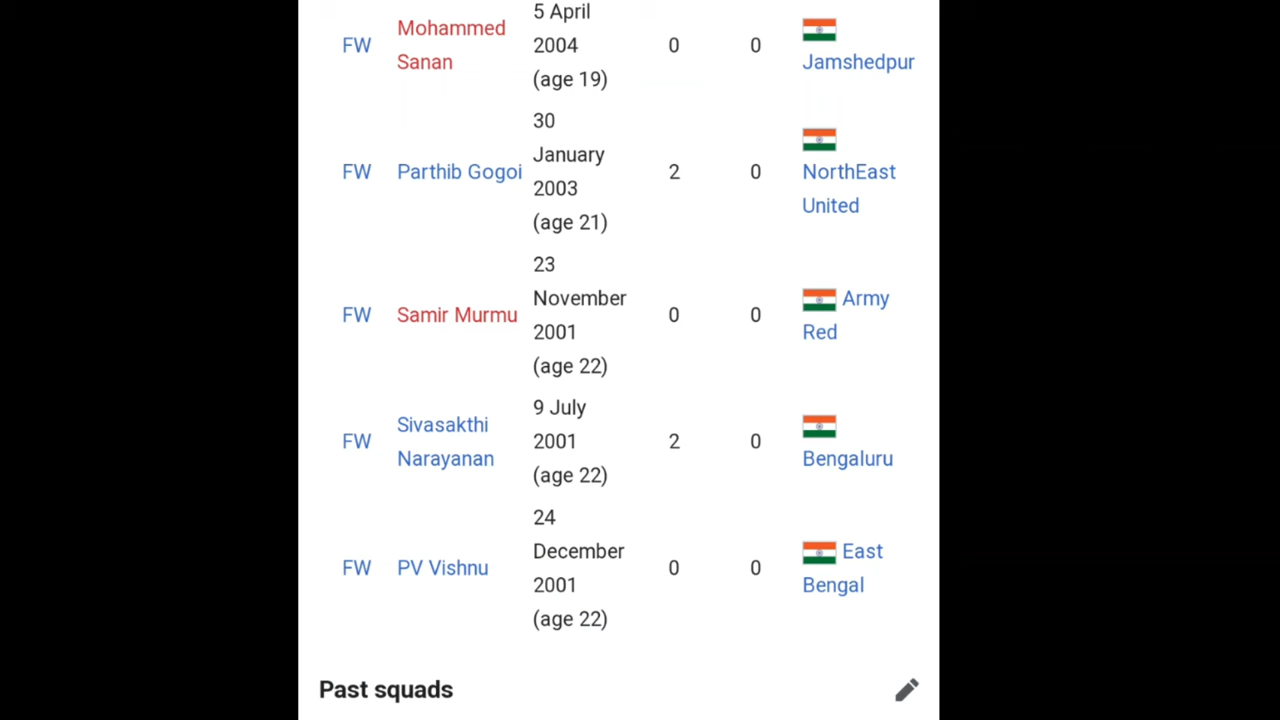 FW Mohammed Sanan 5 April 2004 (age 19) 0 0 Jamshedpur
FW Parthib Gogoi 30 January 2003 (age 21) 2 0 NorthEast United
FW Samir Murmu 23 November 2001 (age 22) 0 0 Army Red
FW Sivasakthi Narayanan 9 July 2001 (age 22) 2 0 Bengaluru
FW PV Vishnu 24 December 2001 (age 22) 0 0 East Bengal
Past squads